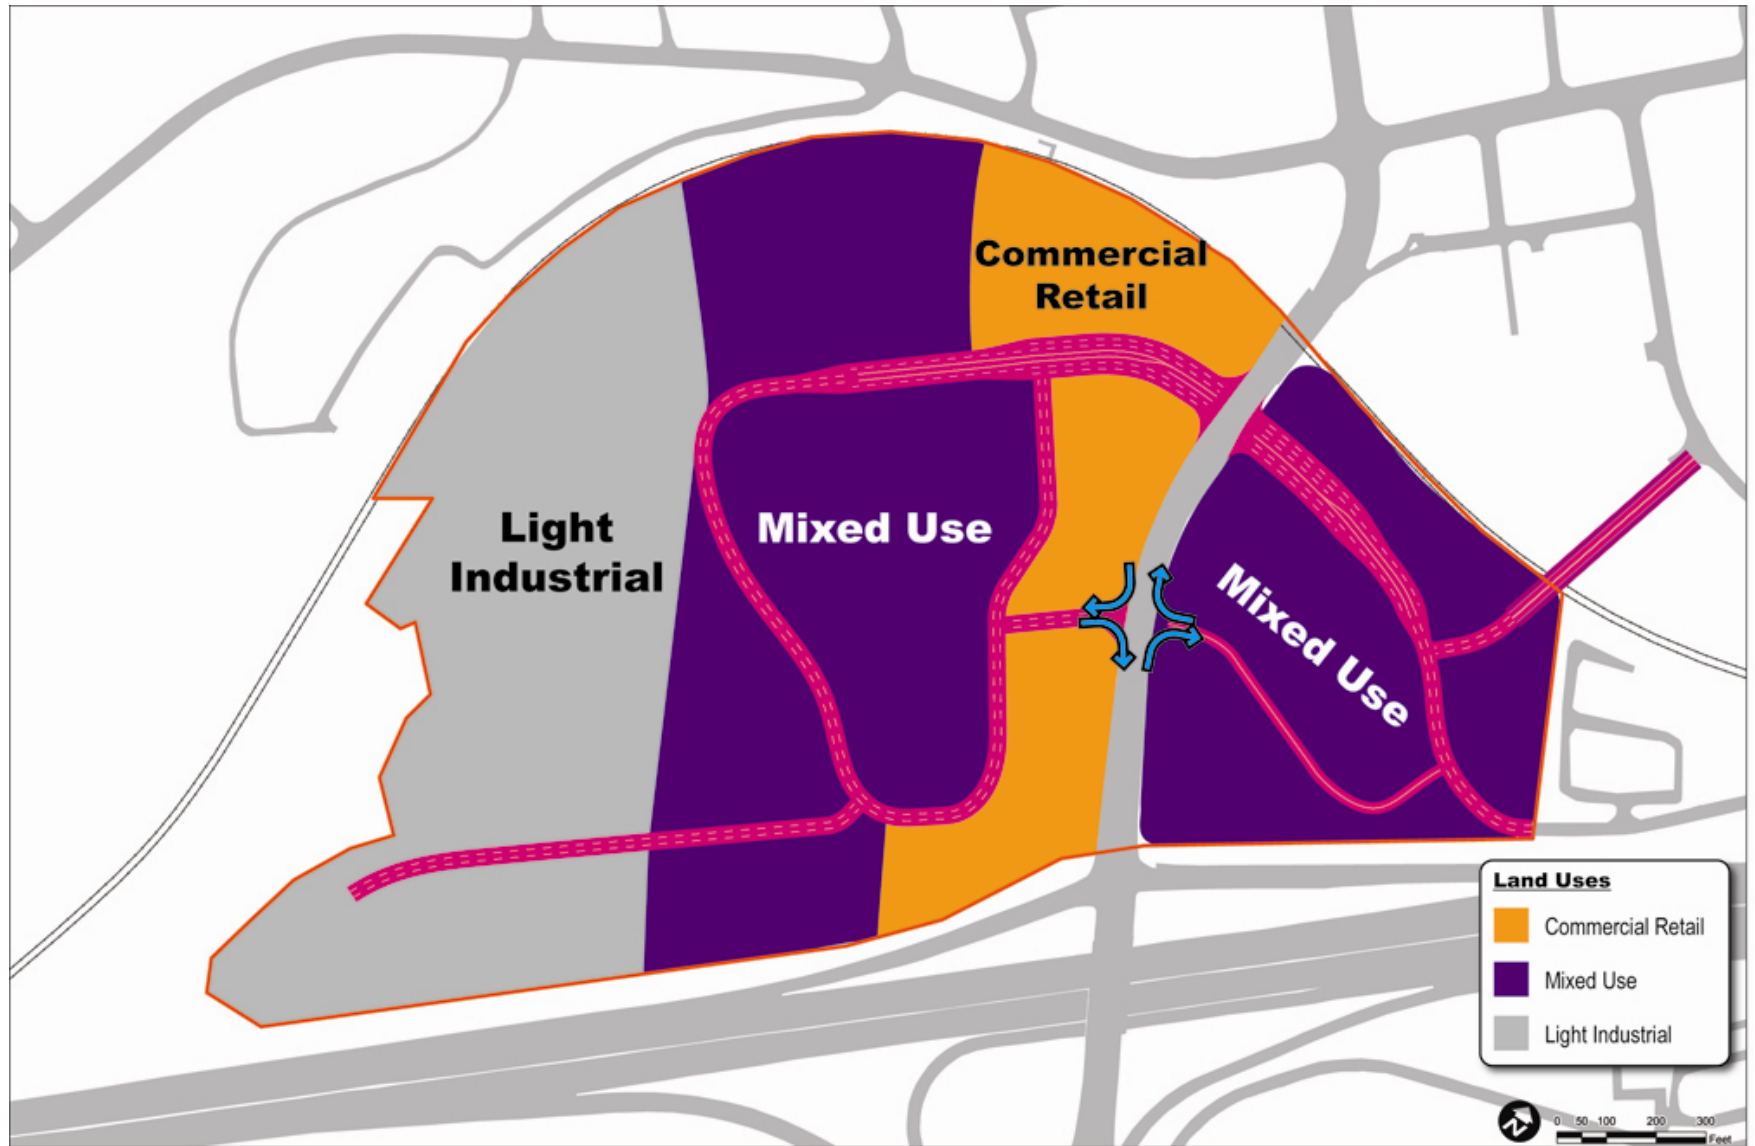 Commercial
Retail
Light
Industrial
Mixed Use
Mixed Use
Land Uses
Commercial Retail
Mixed Use
Light Industrial
N
0 50 100 200 300
Feet